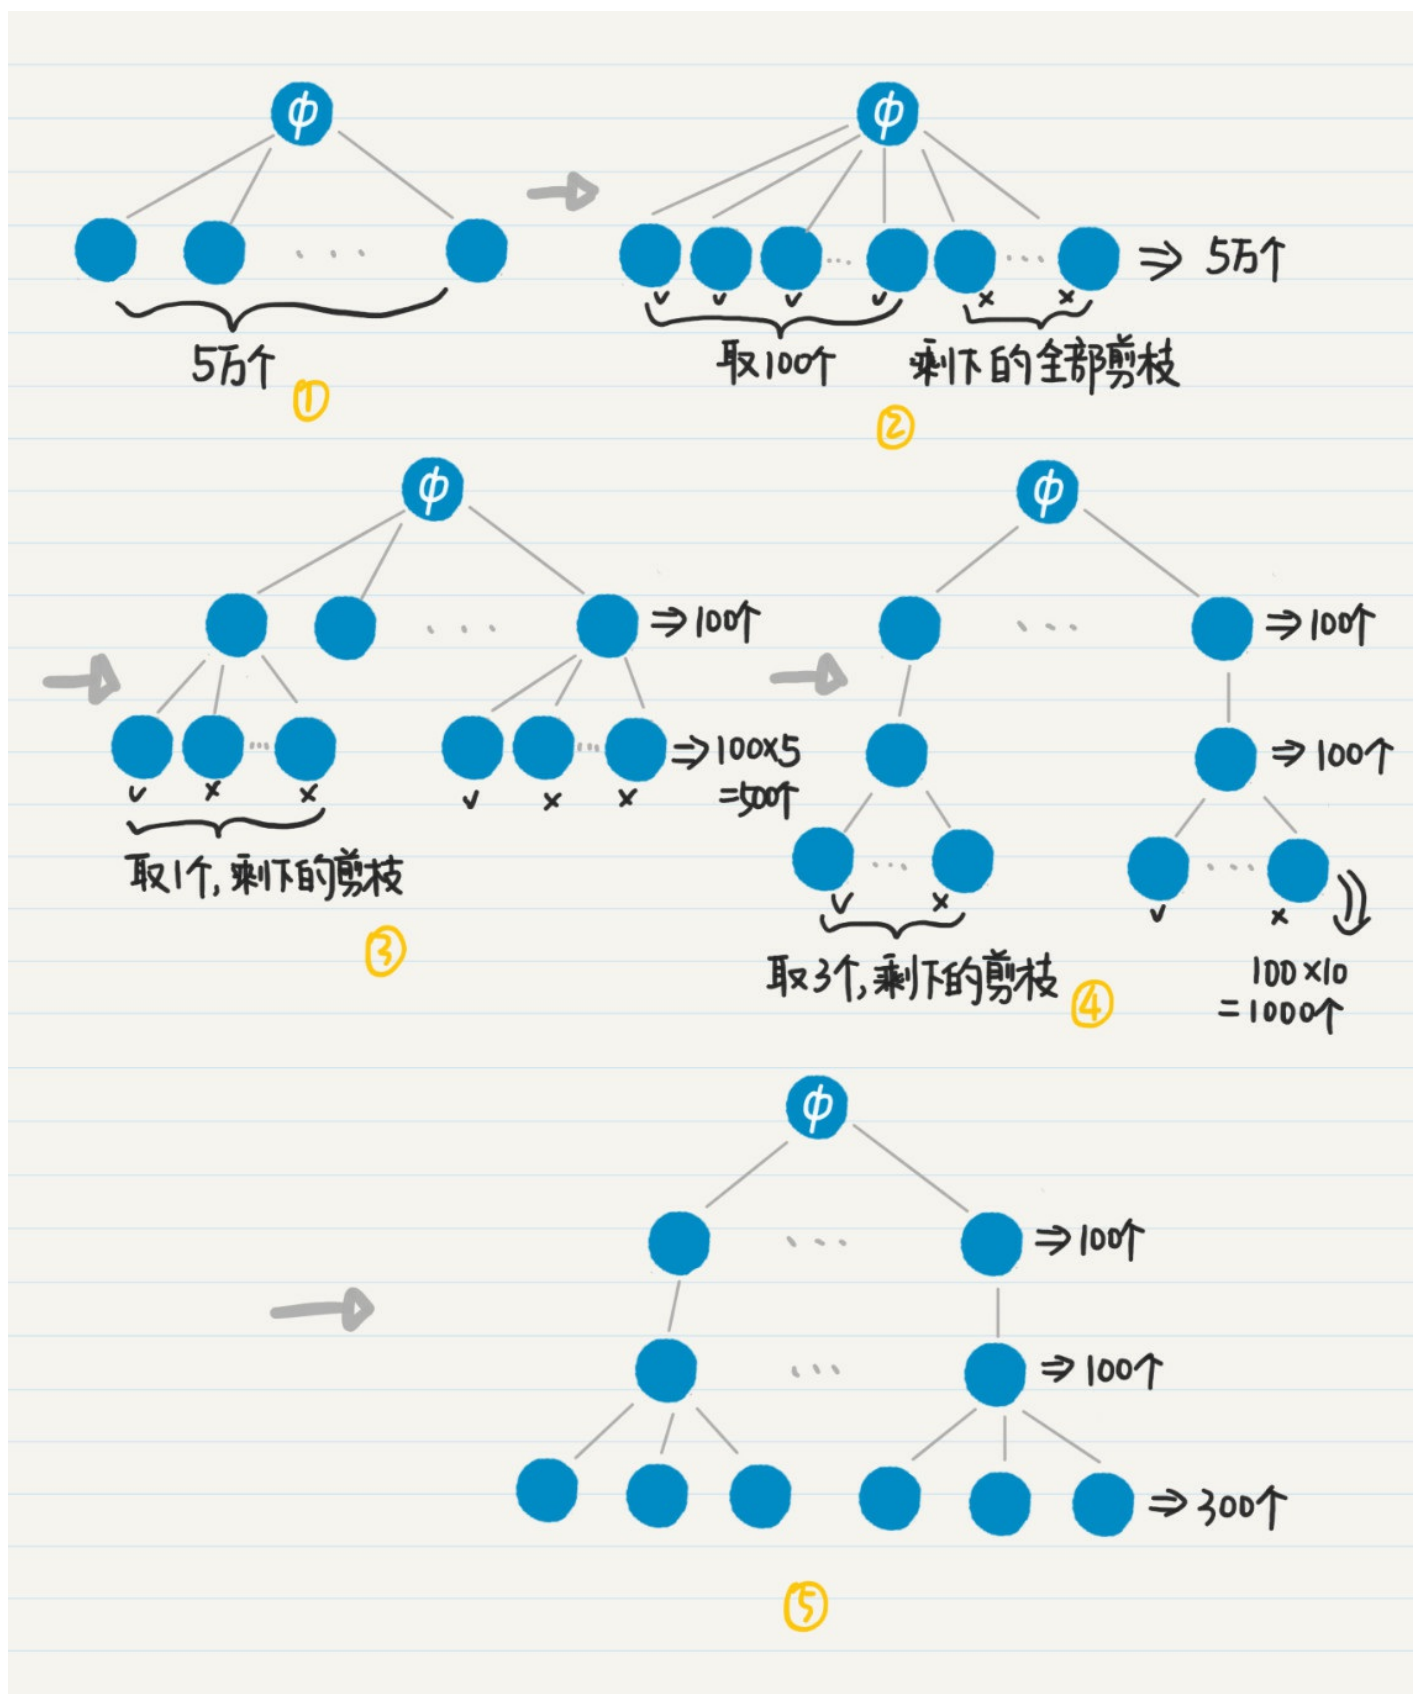 ϕ
ϕ
⇒ 5万个
5万个
取100个
剩下的全部剪枝
①
②
ϕ
ϕ
⇒100个
⇒100个
⇒100×5
=500个
⇒100个
取1个,剩下的剪枝
③
取3个,剩下的剪枝
④
100×10
=1000个
ϕ
⇒100个
⇒100个
⇒300个
⑤